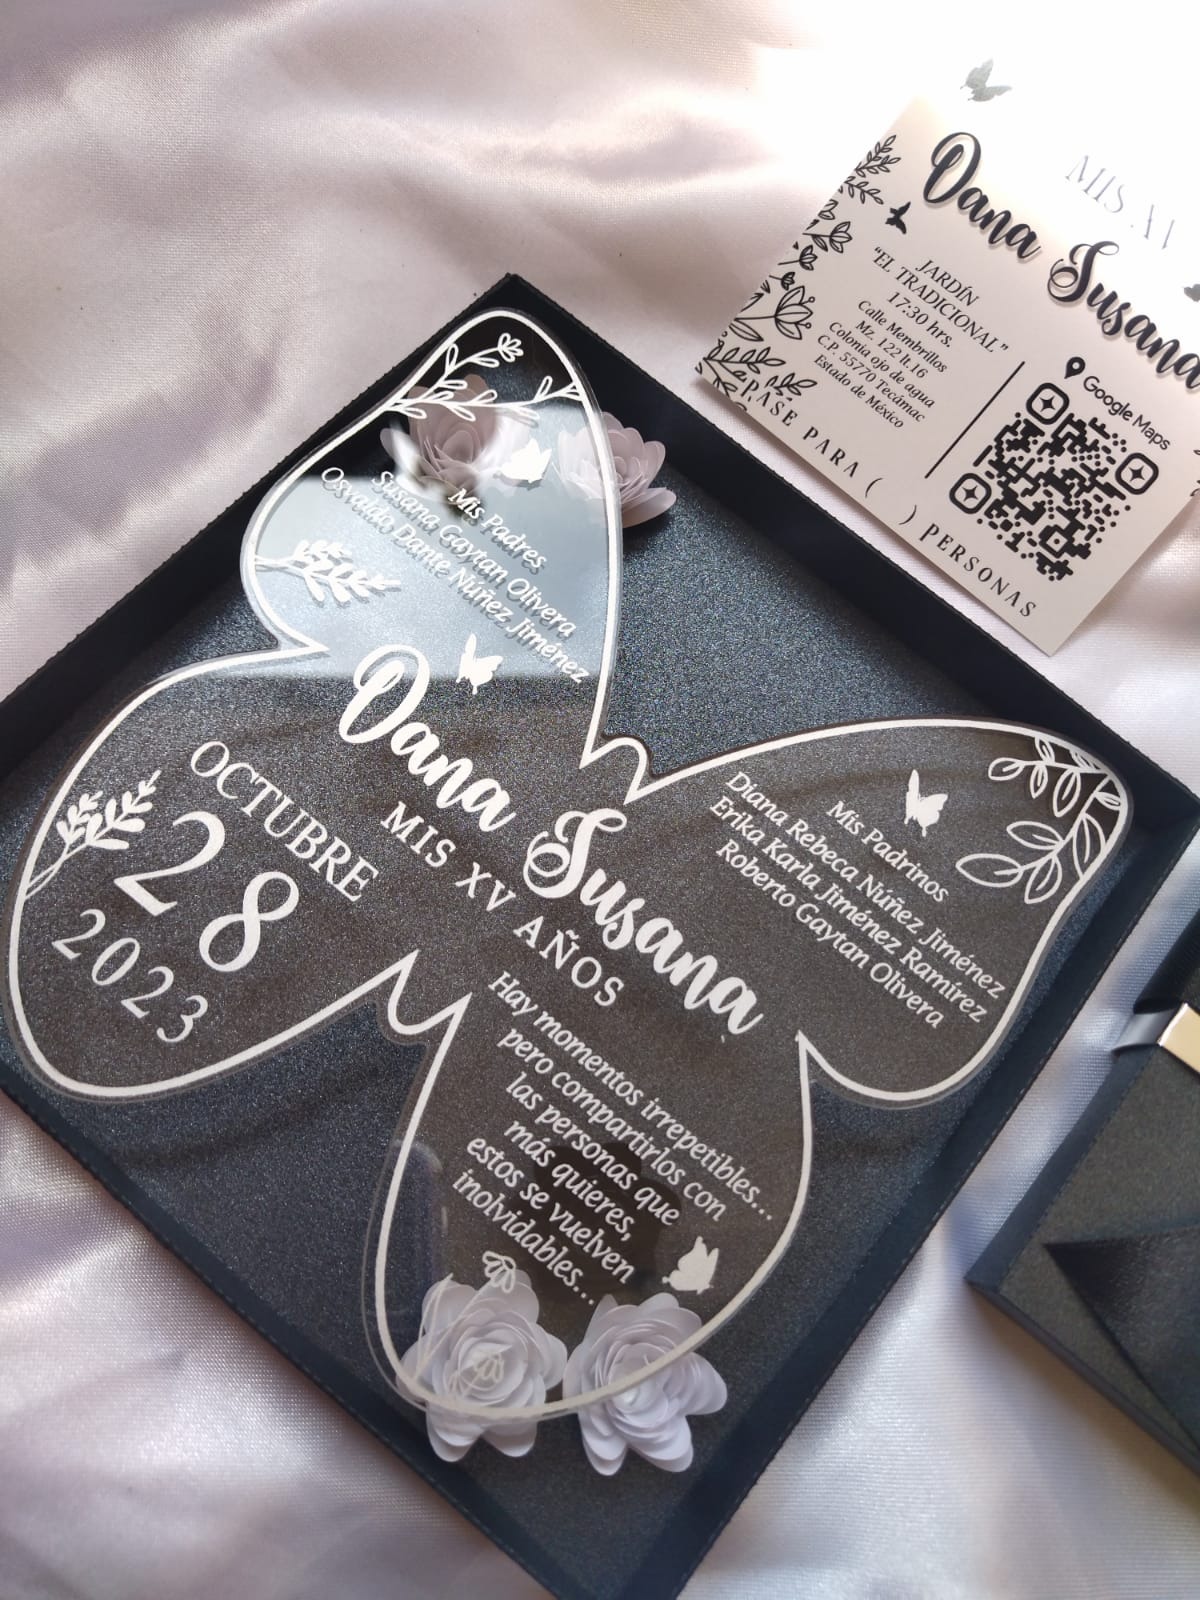 Mis Padres
Susana Gaytan Olivera
Osvaldo Dante Núñez Jiménez
Dana Susana
MIS XV AÑOS
OCTUBRE
28
2023
Mis Padrinos
Diana Rebeca Núñez Jiménez
Erika Karla Jiménez Ramírez
Roberto Gaytan Olivera
Hay momentos irrepetibles...
pero compartirlos con
las personas que
más quieres,
estos se vuelven
inolvidables...
MIS XV
Dana Susana
JARDÍN
"EL TRADICIONAL"
17:30 hrs.
Calle Membrillos
Mz. 122 lt.16
Colonia ojo de agua
C.P. 55770 Tecámac
Estado de México
Google Maps
PASE PARA ( ) PERSONAS